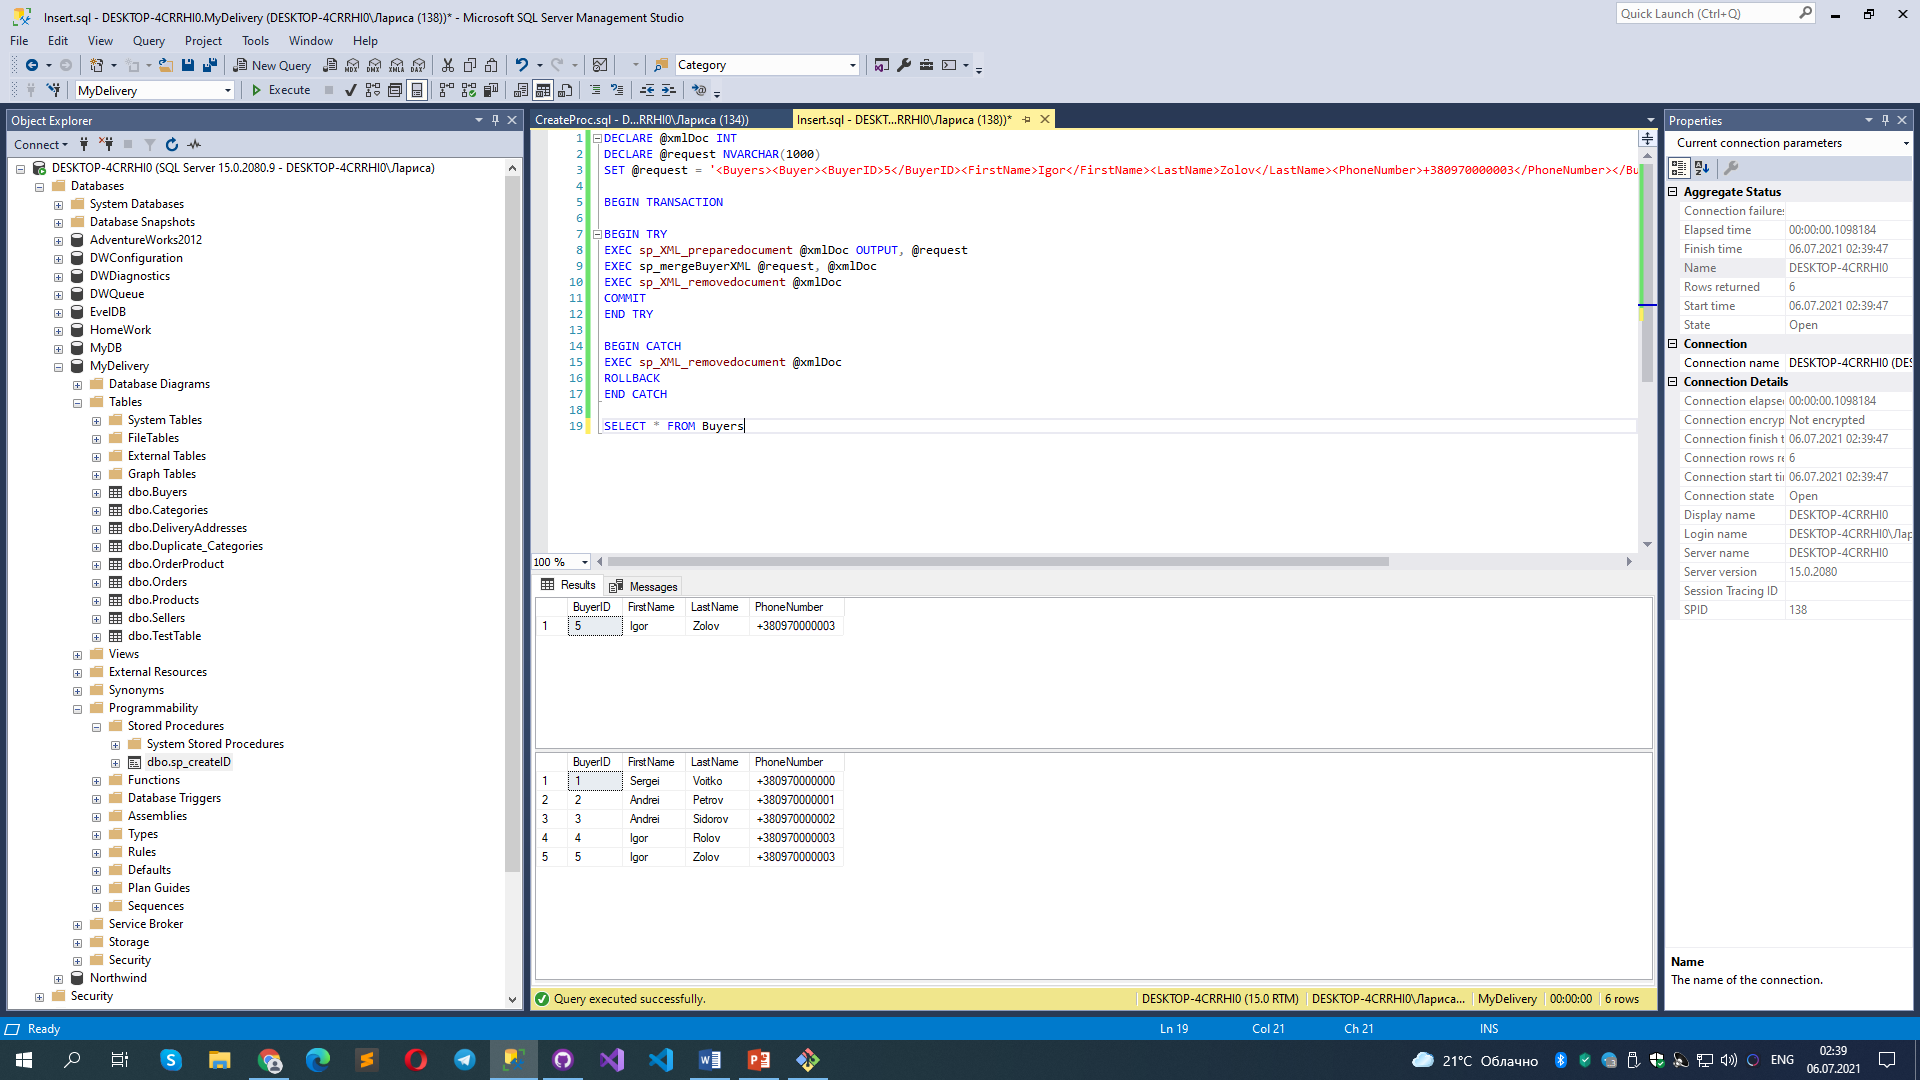 Insert.sql - DESKTOP-4CRRHI0.MyDelivery (DESKTOP-4CRRHI0\Лариса (138))* - Microsoft SQL Server Management Studio
Quick Launch (Ctrl+Q)
File Edit View Query Project Tools Window Help
New Query
Category
MyDelivery
Execute
Object Explorer
Connect
DESKTOP-4CRRHI0 (SQL Server 15.0.2080.9 - DESKTOP-4CRRHI0\Лариса)
Databases
System Databases
Database Snapshots
AdventureWorks2012
DWConfiguration
DWDiagnostics
DWQueue
EvelDB
HomeWork
MyDB
MyDelivery
Database Diagrams
Tables
System Tables
FileTables
External Tables
Graph Tables
dbo.Buyers
dbo.Categories
dbo.DeliveryAddresses
dbo.Duplicate_Categories
dbo.OrderProduct
dbo.Orders
dbo.Products
dbo.Sellers
dbo.TestTable
Views
External Resources
Synonyms
Programmability
Stored Procedures
System Stored Procedures
dbo.sp_createID
Functions
Database Triggers
Assemblies
Types
Rules
Defaults
Plan Guides
Sequences
Service Broker
Storage
Security
Northwind
Security
CreateProc.sql - D...RRHI0\Лариса (134))
Insert.sql - DESKT...RRHI0\Лариса (138))*
1 DECLARE @xmlDoc INT
2 DECLARE @request NVARCHAR(1000)
3 SET @request = '<Buyers><Buyer><BuyerID>5</BuyerID><FirstName>Igor</FirstName><LastName>Zolov</LastName><PhoneNumber>+380970000003</PhoneNumber></Bu
4
5 BEGIN TRANSACTION
6
7 BEGIN TRY
8 EXEC sp_XML_preparedocument @xmlDoc OUTPUT, @request
9 EXEC sp_mergeBuyerXML @request, @xmlDoc
10 EXEC sp_XML_removedocument @xmlDoc
11 COMMIT
12 END TRY
13
14 BEGIN CATCH
15 EXEC sp_XML_removedocument @xmlDoc
16 ROLLBACK
17 END CATCH
18
19 SELECT * FROM Buyers
100 %
Results Messages
BuyerID FirstName LastName PhoneNumber
1 5 Igor Zolov +380970000003
BuyerID FirstName LastName PhoneNumber
1 1 Sergei Voitko +380970000000
2 2 Andrei Petrov +380970000001
3 3 Andrei Sidorov +380970000002
4 4 Igor Rolov +380970000003
5 5 Igor Zolov +380970000003
Query executed successfully.
DESKTOP-4CRRHI0 (15.0 RTM) DESKTOP-4CRRHI0\Лариса... MyDelivery 00:00:00 6 rows
Properties
Current connection parameters
Aggregate Status
Connection failures
Elapsed time 00:00:00.1098184
Finish time 06.07.2021 02:39:47
Name DESKTOP-4CRRHI0
Rows returned 6
Start time 06.07.2021 02:39:47
State Open
Connection
Connection name DESKTOP-4CRRHI0 (DES
Connection Details
Connection elapse 00:00:00.1098184
Connection encryp Not encrypted
Connection finish t 06.07.2021 02:39:47
Connection rows re 6
Connection start tir 06.07.2021 02:39:47
Connection state Open
Display name DESKTOP-4CRRHI0
Login name DESKTOP-4CRRHI0\Лар
Server name DESKTOP-4CRRHI0
Server version 15.0.2080
Session Tracing ID
SPID 138
Name
The name of the connection.
Ready
Ln 19 Col 21 Ch 21 INS
21°C Облачно
ENG
02:39
06.07.2021